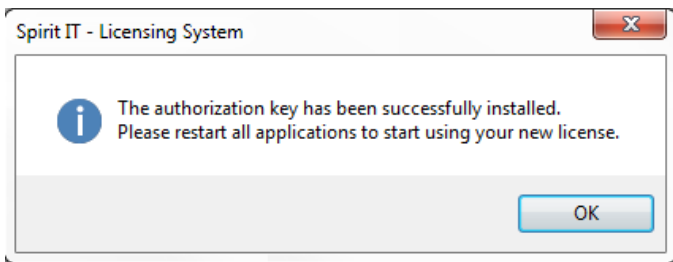 Spirit IT - Licensing System
The authorization key has been successfully installed.
Please restart all applications to start using your new license.
OK